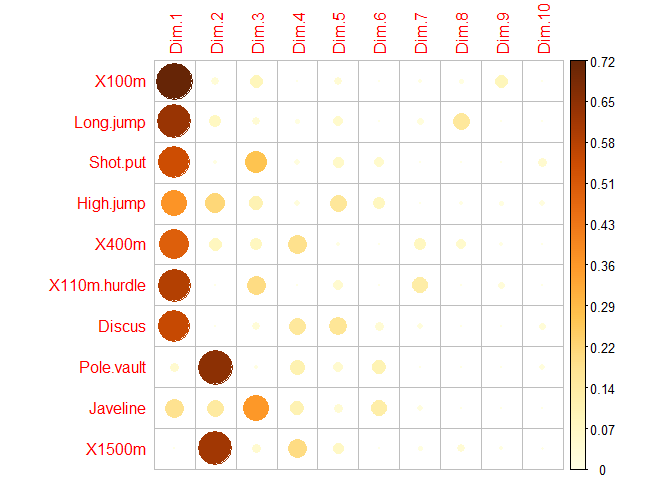 Dim.1 Dim.2 Dim.3 Dim.4 Dim.5 Dim.6 Dim.7 Dim.8 Dim.9 Dim.10
X100m
Long.jump
Shot.put
High.jump
X400m
X110m.hurdle
Discus
Pole.vault
Javeline
X1500m
0.72
0.65
0.58
0.51
0.43
0.36
0.29
0.22
0.14
0.07
0